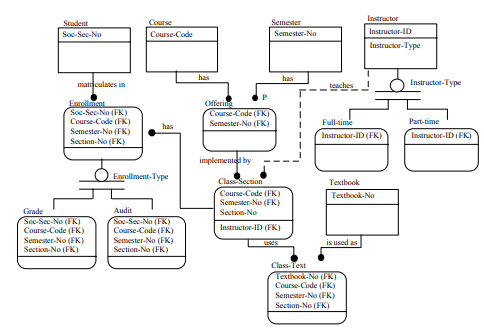 Student
Soc-Sec-No
Course
Course-Code
Semester
Semester-No
Instructor
Instructor-ID
Instructor-Type
matriculates in
has
has
teaches
Instructor-Type
P
Enrollment
Soc-Sec-No (FK)
Course-Code (FK)
Semester-No (FK)
Section-No (FK)
has
Offering
Course-Code (FK)
Semester-No (FK)
Full-time
Instructor-ID (FK)
Part-time
Instructor-ID (FK)
implemented by
Enrollment-Type
Class-Section
Course-Code (FK)
Semester-No (FK)
Section-No
Instructor-ID (FK)
Textbook
Textbook-No
Grade
Soc-Sec-No (FK)
Course-Code (FK)
Semester-No (FK)
Section-No (FK)
Audit
Soc-Sec-No (FK)
Course-Code (FK)
Semester-No (FK)
Section-No (FK)
uses
is used as
Class-Text
Textbook-No (FK)
Course-Code (FK)
Semester-No (FK)
Section-No (FK)